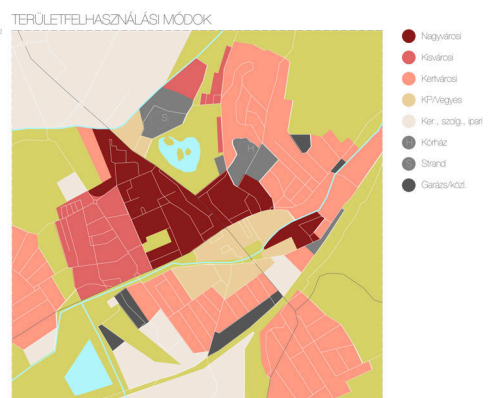 TERÜLETFELHASZNÁLÁSI MÓDOK
Nagyvárosi
Kisvárosi
Kertvárosi
KP/Vegyes
Ker., szolg., ipari
H Kórház
S Strand
Garázs/közl.
S
H